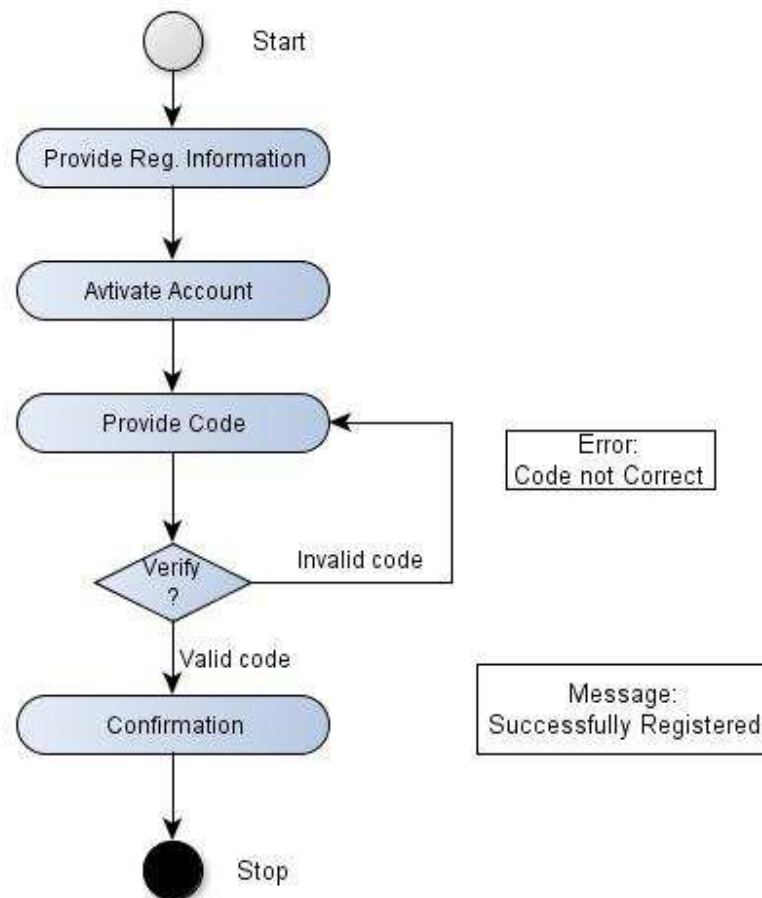 Start
Provide Reg. Information
Avtivate Account
Provide Code
Error:
Code not Correct
Verify
?
Invalid code
Valid code
Confirmation
Message:
Successfully Registered
Stop